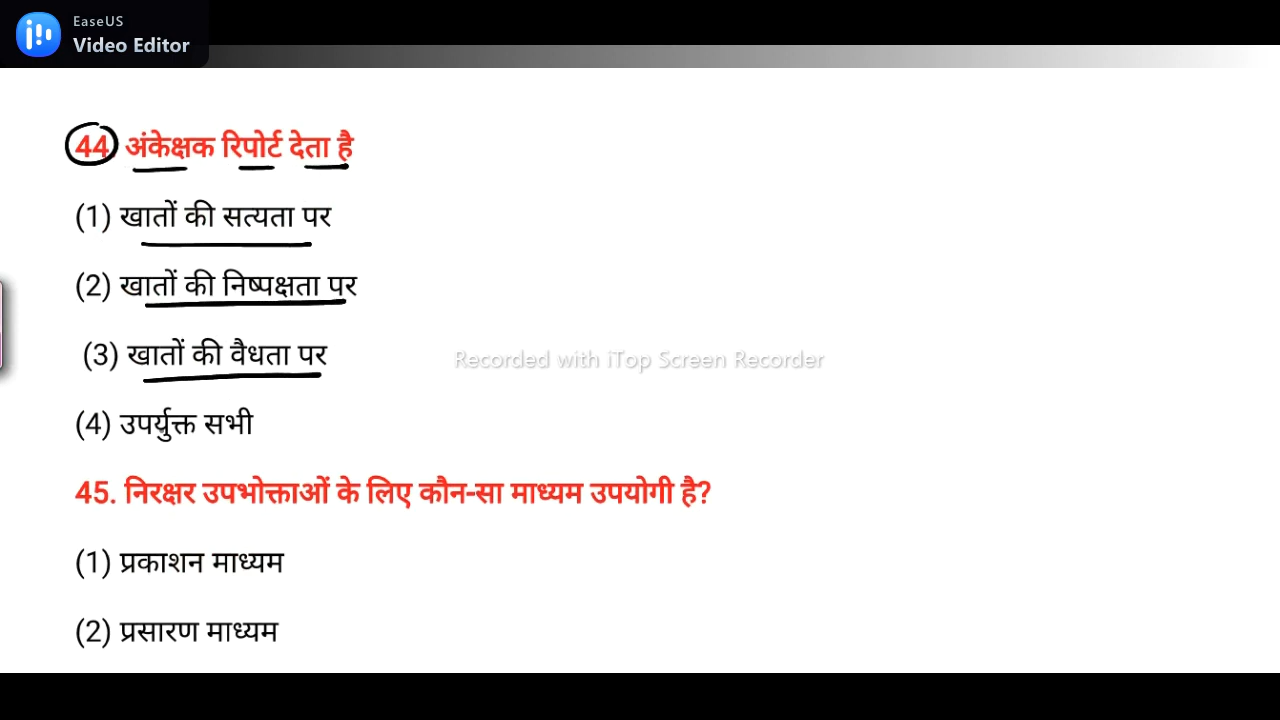 EaseUS
Video Editor
44 अंकेक्षक रिपोर्ट देता है
(1) खातों की सत्यता पर
(2) खातों की निष्पक्षता पर
(3) खातों की वैधता पर
Recorded with iTop Screen Recorder
(4) उपर्युक्त सभी
45. निरक्षर उपभोक्ताओं के लिए कौन-सा माध्यम उपयोगी है?
(1) प्रकाशन माध्यम
(2) प्रसारण माध्यम